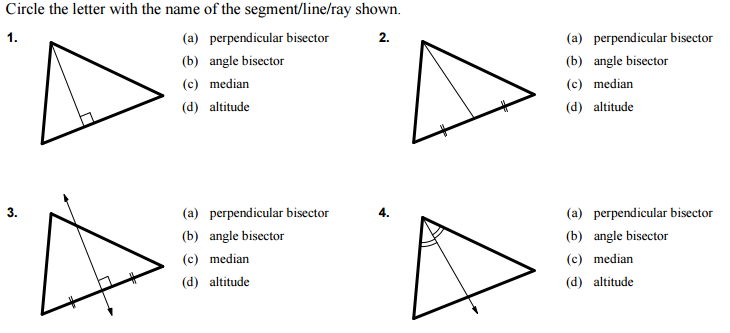 Circle the letter with the name of the segment/line/ray shown.
1.
(a) perpendicular bisector
(b) angle bisector
(c) median
(d) altitude
2.
(a) perpendicular bisector
(b) angle bisector
(c) median
(d) altitude
3.
(a) perpendicular bisector
(b) angle bisector
(c) median
(d) altitude
4.
(a) perpendicular bisector
(b) angle bisector
(c) median
(d) altitude